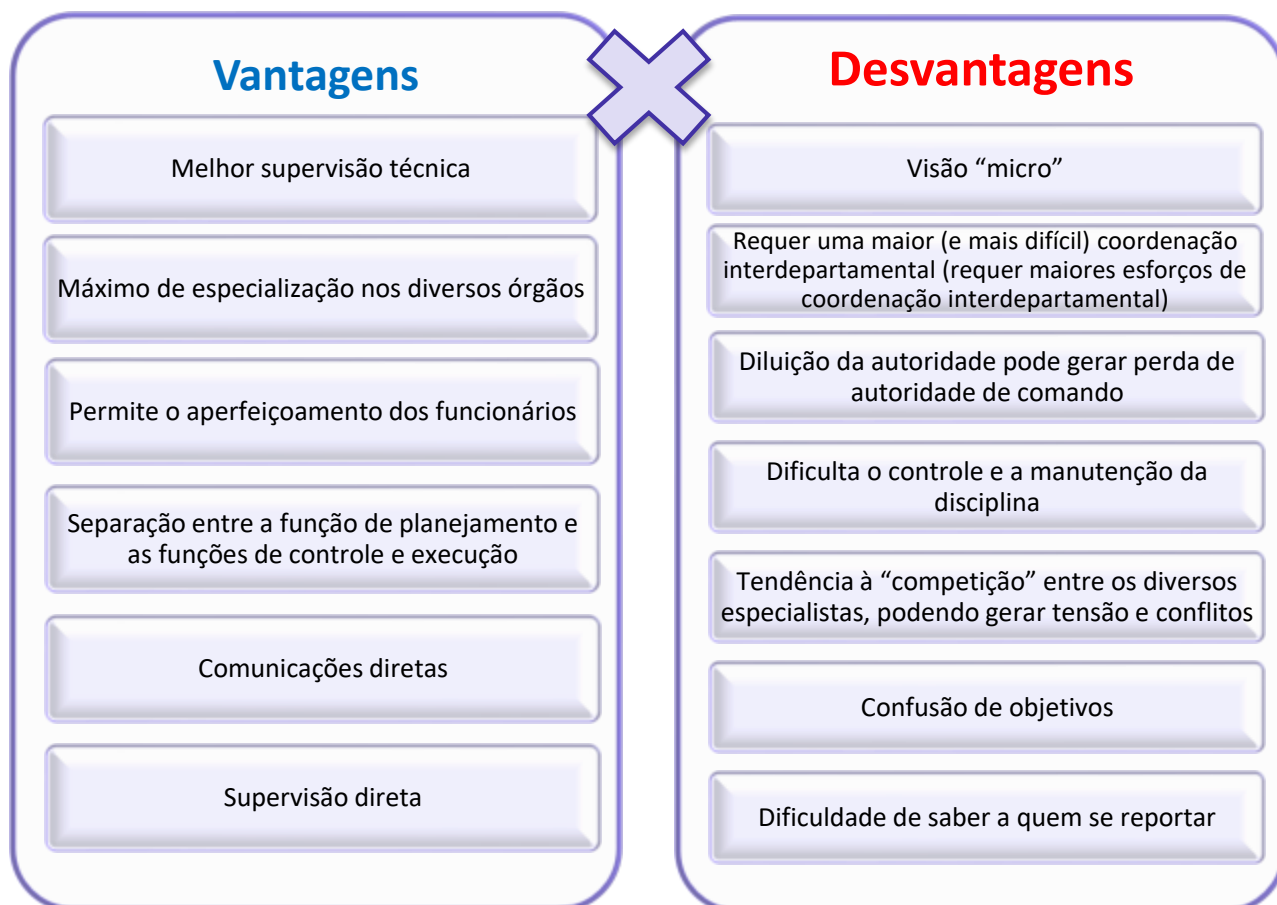 Vantagens
Melhor supervisão técnica
Máximo de especialização nos diversos órgãos
Permite o aperfeiçoamento dos funcionários
Separação entre a função de planejamento e
as funções de controle e execução
Comunicações diretas
Supervisão direta
Desvantagens
Visão “micro”
Requer uma maior (e mais difícil) coordenação
interdepartamental (requer maiores esforços de
coordenação interdepartamental)
Diluição da autoridade pode gerar perda de
autoridade de comando
Dificulta o controle e a manutenção da
disciplina
Tendência à “competição” entre os diversos
especialistas, podendo gerar tensão e conflitos
Confusão de objetivos
Dificuldade de saber a quem se reportar